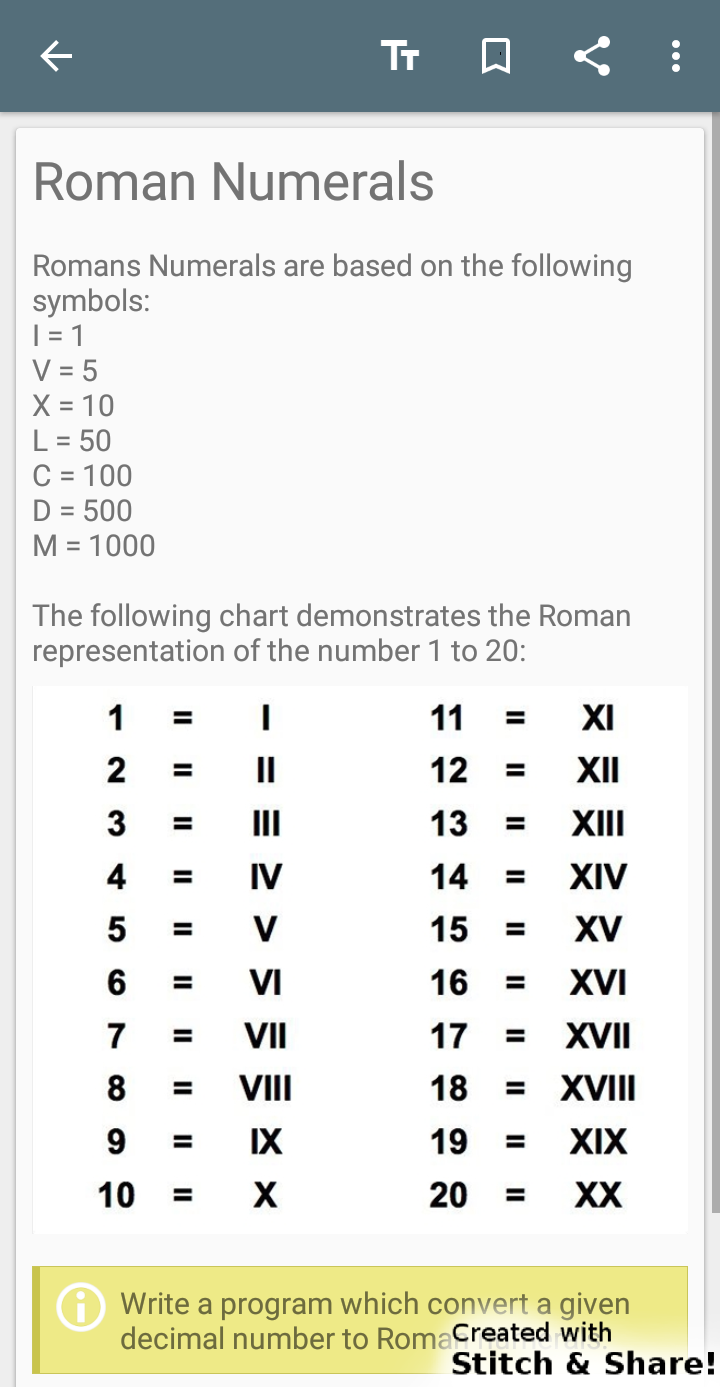 Roman Numerals
Romans Numerals are based on the following
symbols:
I = 1
V = 5
X = 10
L = 50
C = 100
D = 500
M = 1000
The following chart demonstrates the Roman
representation of the number 1 to 20:
1 = I 11 = XI
2 = II 12 = XII
3 = III 13 = XIII
4 = IV 14 = XIV
5 = V 15 = XV
6 = VI 16 = XVI
7 = VII 17 = XVII
8 = VIII 18 = XVIII
9 = IX 19 = XIX
10 = X 20 = XX
Write a program which convert a given
decimal number to Roman numerals.
Created with
Stitch & Share!